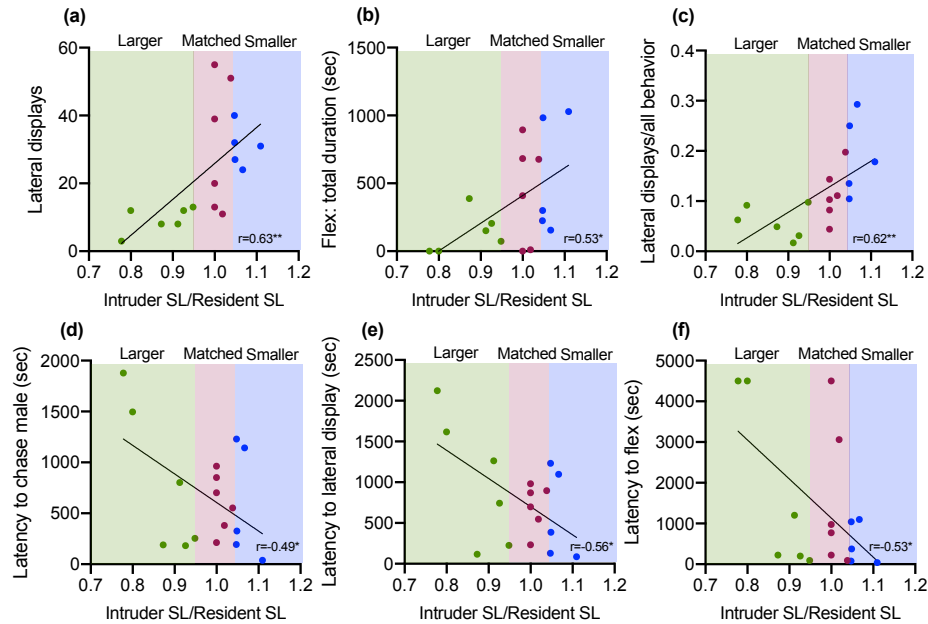 (a)
Larger Matched Smaller
60
40
20
0
Lateral displays
r=0.63**
0.7 0.8 0.9 1.0 1.1 1.2
Intruder SL/Resident SL
(b)
Larger Matched Smaller
1500
1000
500
0
Flex: total duration (sec)
r=0.53*
0.7 0.8 0.9 1.0 1.1 1.2
Intruder SL/Resident SL
(c)
Larger Matched Smaller
0.4
0.3
0.2
0.1
0.0
Lateral displays/all behavior
r=0.62**
0.7 0.8 0.9 1.0 1.1 1.2
Intruder SL/Resident SL
(d)
Larger Matched Smaller
2000
1500
1000
500
0
Latency to chase male (sec)
r=-0.49*
0.7 0.8 0.9 1.0 1.1 1.2
Intruder SL/Resident SL
(e)
Larger Matched Smaller
2500
2000
1500
1000
500
0
Latency to lateral display (sec)
r=-0.56*
0.7 0.8 0.9 1.0 1.1 1.2
Intruder SL/Resident SL
(f)
Larger Matched Smaller
5000
4000
3000
2000
1000
0
Latency to flex (sec)
r=-0.53*
0.7 0.8 0.9 1.0 1.1 1.2
Intruder SL/Resident SL